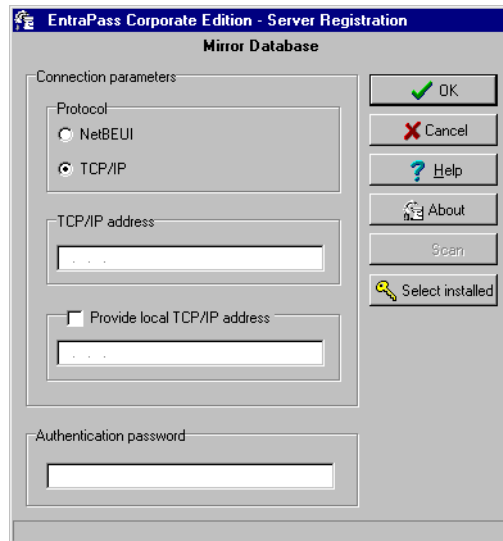 EntraPass Corporate Edition - Server Registration
Mirror Database
Connection parameters
Protocol
NetBEUI
TCP/IP
TCP/IP address
. . .
Provide local TCP/IP address
. . .
Authentication password
OK
Cancel
Help
About
Scan
Select installed